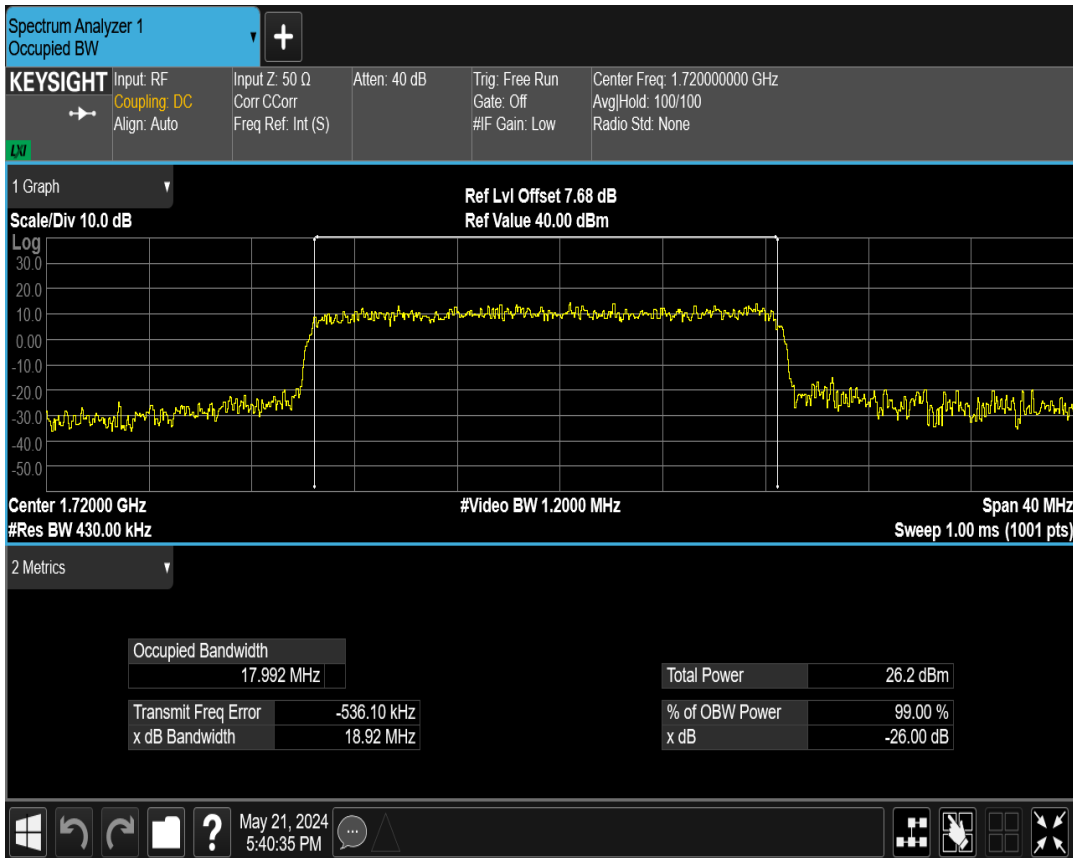 Spectrum Analyzer 1
Occupied BW
KEYSIGHT
LXI
Input: RF
Coupling: DC
Align: Auto
Input Z: 50 Ω
Corr CCorr
Freq Ref: Int (S)
Atten: 40 dB
Trig: Free Run
Gate: Off
#IF Gain: Low
Center Freq: 1.720000000 GHz
Avg|Hold: 100/100
Radio Std: None
1 Graph
Scale/Div 10.0 dB
Ref Lvl Offset 7.68 dB
Ref Value 40.00 dBm
Log
30.0
20.0
10.0
0.00
-10.0
-20.0
-30.0
-40.0
-50.0
Center 1.72000 GHz
#Res BW 430.00 kHz
#Video BW 1.2000 MHz
Span 40 MHz
Sweep 1.00 ms (1001 pts)
2 Metrics
Occupied Bandwidth
17.992 MHz
Transmit Freq Error -536.10 kHz
x dB Bandwidth 18.92 MHz
Total Power 26.2 dBm
% of OBW Power 99.00 %
x dB -26.00 dB
?
May 21, 2024
5:40:35 PM